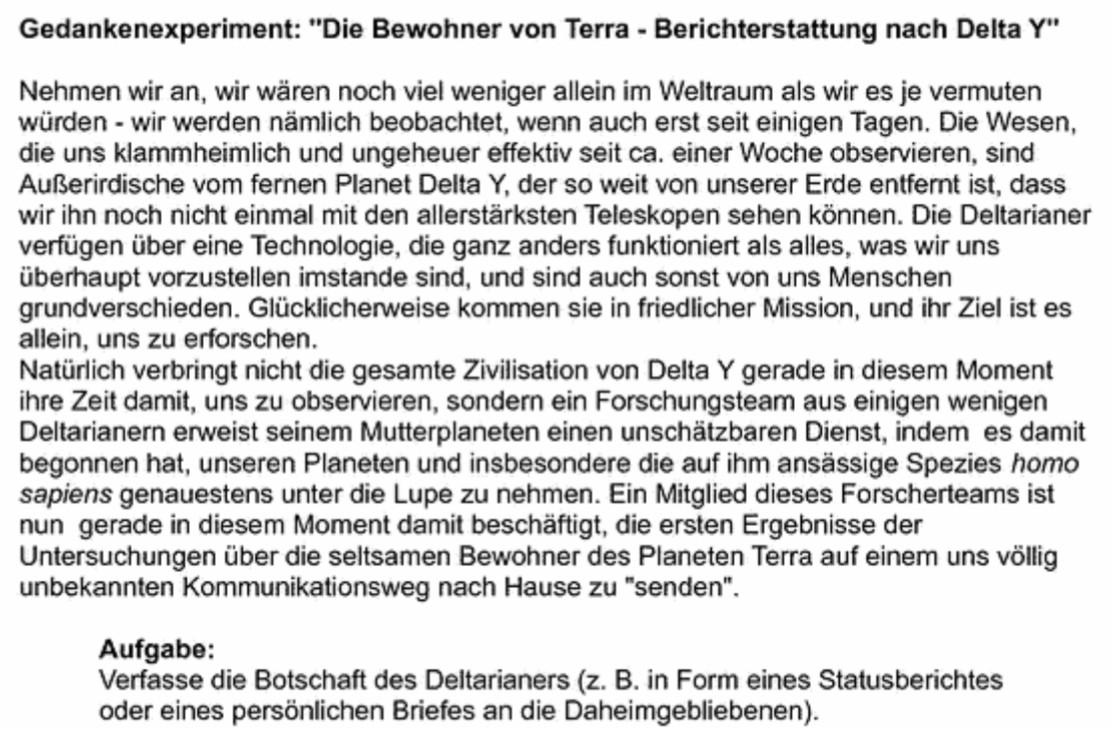 Gedankenexperiment: "Die Bewohner von Terra - Berichterstattung nach Delta Y"
Nehmen wir an, wir wären noch viel weniger allein im Weltraum als wir es je vermuten
würden - wir werden nämlich beobachtet, wenn auch erst seit einigen Tagen. Die Wesen,
die uns klammheimlich und ungeheuer effektiv seit ca. einer Woche observieren, sind
Außerirdische vom fernen Planet Delta Y, der so weit von unserer Erde entfernt ist, dass
wir ihn noch nicht einmal mit den allerstärksten Teleskopen sehen können. Die Deltarianer
verfügen über eine Technologie, die ganz anders funktioniert als alles, was wir uns
überhaupt vorzustellen imstande sind, und sind auch sonst von uns Menschen
grundverschieden. Glücklicherweise kommen sie in friedlicher Mission, und ihr Ziel ist es
allein, uns zu erforschen.
Natürlich verbringt nicht die gesamte Zivilisation von Delta Y gerade in diesem Moment
ihre Zeit damit, uns zu observieren, sondern ein Forschungsteam aus einigen wenigen
Deltarianern erweist seinem Mutterplaneten einen unschätzbaren Dienst, indem es damit
begonnen hat, unseren Planeten und insbesondere die auf ihm ansässige Spezies homo
sapiens genauestens unter die Lupe zu nehmen. Ein Mitglied dieses Forscherteams ist
nun gerade in diesem Moment damit beschäftigt, die ersten Ergebnisse der
Untersuchungen über die seltsamen Bewohner des Planeten Terra auf einem uns völlig
unbekannten Kommunikationsweg nach Hause zu "senden".
Aufgabe:
Verfasse die Botschaft des Deltarianers (z. B. in Form eines Statusberichtes
oder eines persönlichen Briefes an die Daheimgebliebenen).